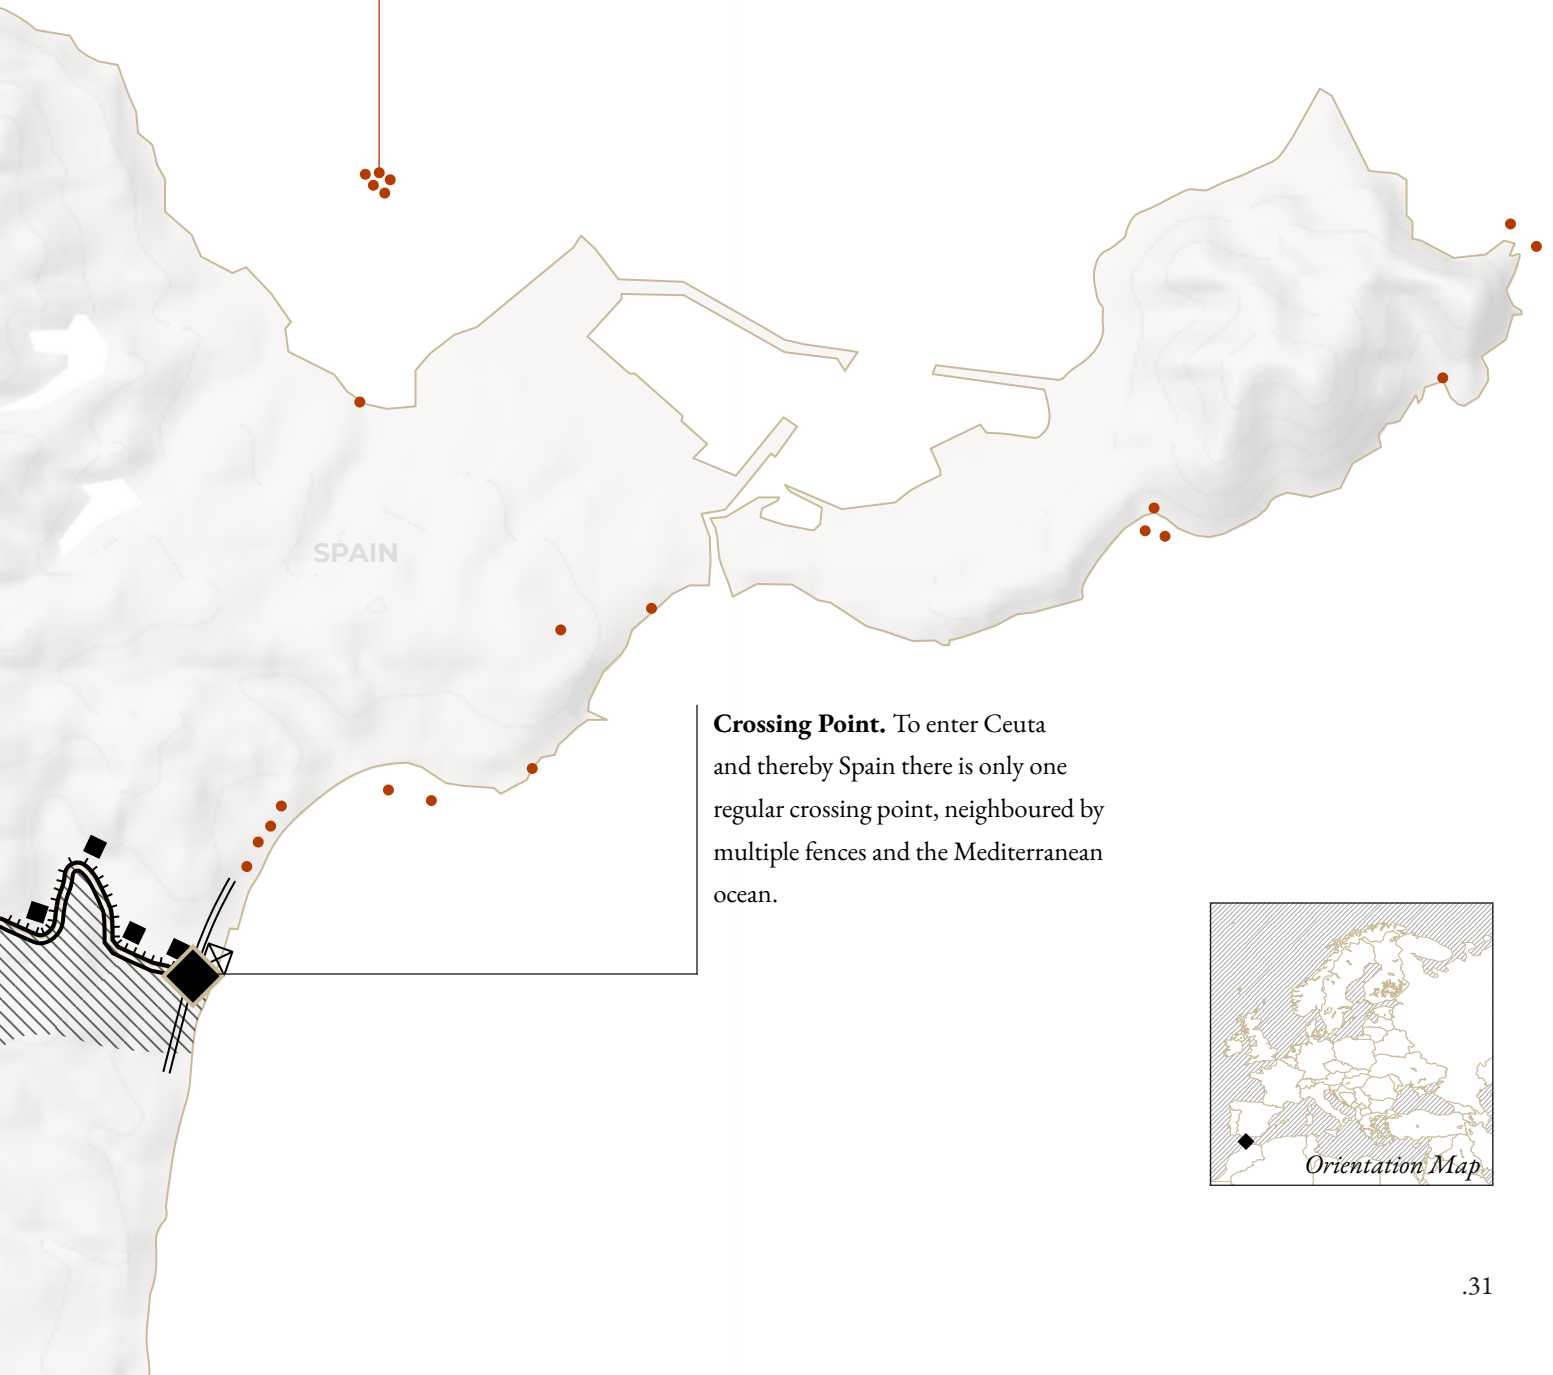 SPAIN
Crossing Point. To enter Ceuta
and thereby Spain there is only one
regular crossing point, neighboured by
multiple fences and the Mediterranean
ocean.
Orientation Map
.31